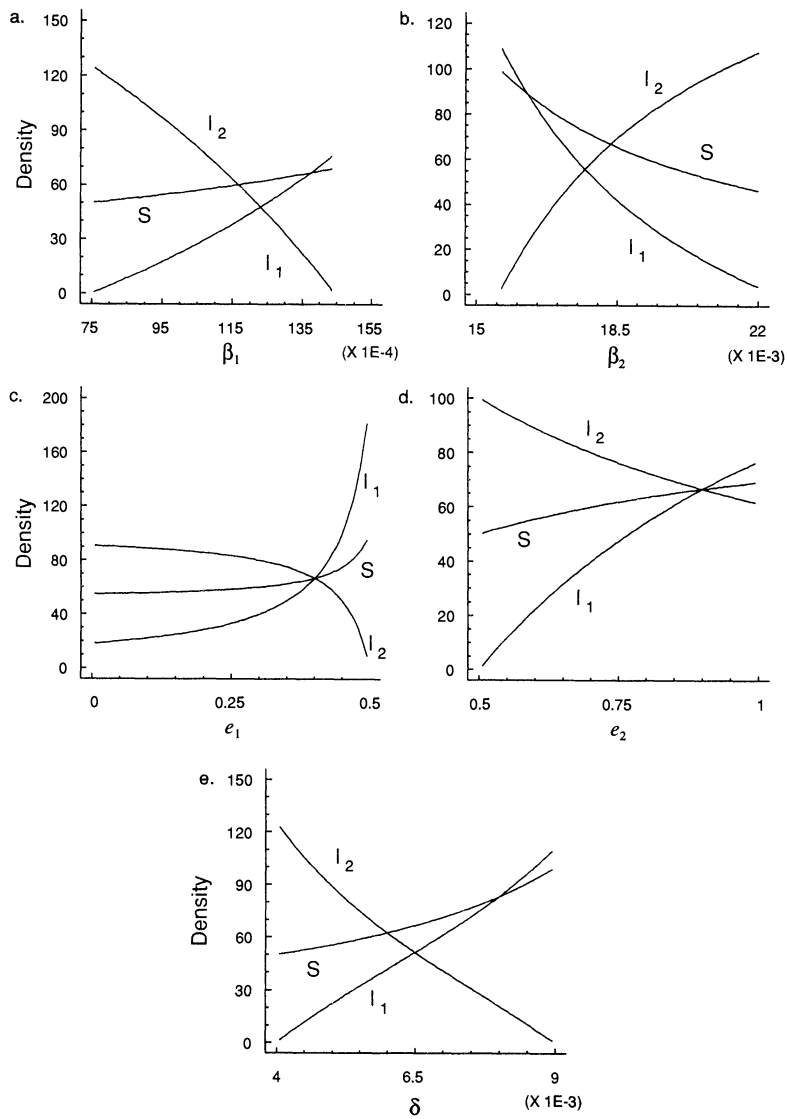 a.
150
120
90
60
30
0
Density
I2
S
I1
75 95 115 135 155
β1
(X 1E-4)
b.
120
100
80
60
40
20
0
I2
S
I1
15 18.5 22
β2
(X 1E-3)
c.
200
160
120
80
40
0
Density
I1
S
I2
0 0.25 0.5
e1
d.
100
80
60
40
20
0
I2
S
I1
0.5 0.75 1
e2
e.
150
120
90
60
30
0
Density
I2
S
I1
4 6.5 9
δ
(X 1E-3)